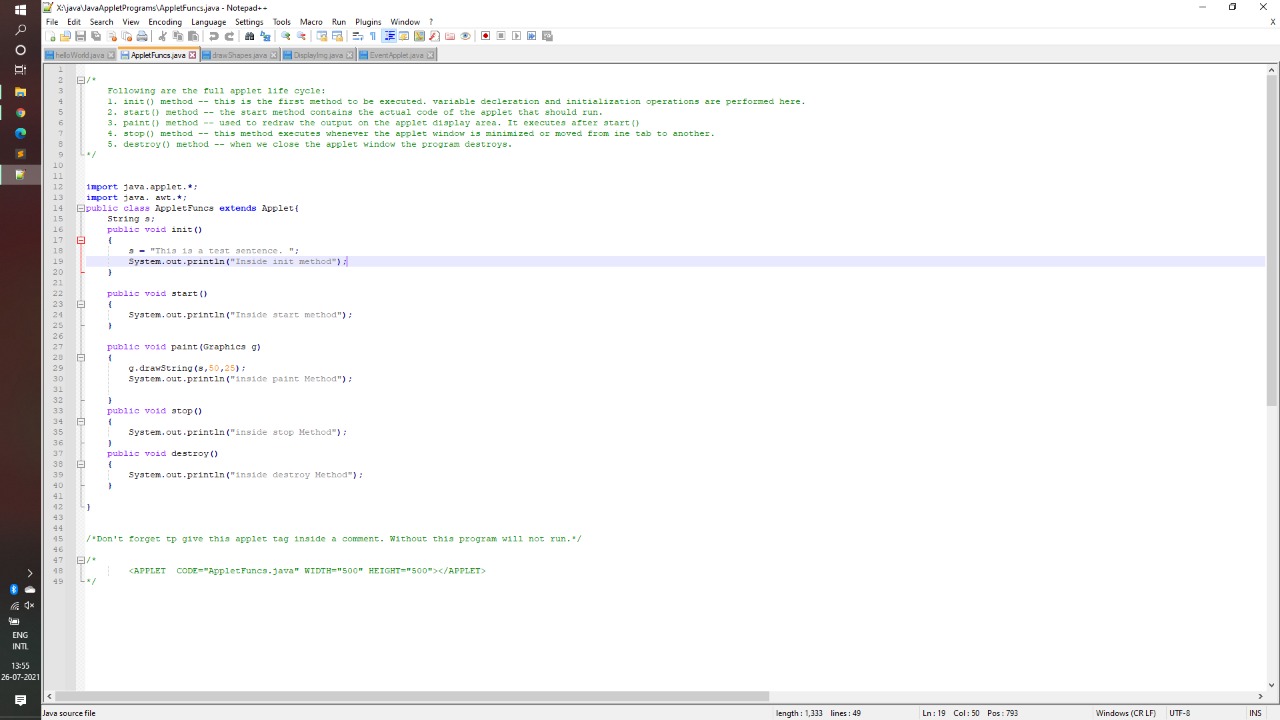 X:\java\JavaAppletPrograms\AppletFuncs.java - Notepad++
File Edit Search View Encoding Language Settings Tools Macro Run Plugins Window ?
helloWorld.java AppletFuncs.java drawShapes.java DisplayImg.java EventApplet.java
1
2 /*
3 Following are the full applet life cycle:
4 1. init() method -- this is the first method to be executed. variable decleration and initialization operations are performed here.
5 2. start() method -- the start method contains the actual code of the applet that should run.
6 3. paint() method -- used to redraw the output on the applet display area. It executes after start()
7 4. stop() method -- this method executes whenever the applet window is minimized or moved from ine tab to another.
8 5. destroy() method -- when we close the applet window the program destroys.
9 */
10
11
12 import java.applet.*;
13 import java. awt.*;
14 public class AppletFuncs extends Applet{
15 String s;
16 public void init()
17 {
18 s = "This is a test sentence. ";
19 System.out.println("Inside init method");
20 }
21
22 public void start()
23 {
24 System.out.println("Inside start method");
25 }
26
27 public void paint(Graphics g)
28 {
29 g.drawString(s,50,25);
30 System.out.println("inside paint Method");
31
32 }
33 public void stop()
34 {
35 System.out.println("inside stop Method");
36 }
37 public void destroy()
38 {
39 System.out.println("inside destroy Method");
40 }
41
42 }
43
44
45 /*Don't forget tp give this applet tag inside a comment. Without this program will not run.*/
46
47 /*
48 <APPLET CODE="AppletFuncs.java" WIDTH="500" HEIGHT="500"></APPLET>
49 */
ENG
INTL
13:55
26-07-2021
Java source file length : 1,333 lines : 49 Ln : 19 Col : 50 Pos : 793 Windows (CR LF) UTF-8 INS